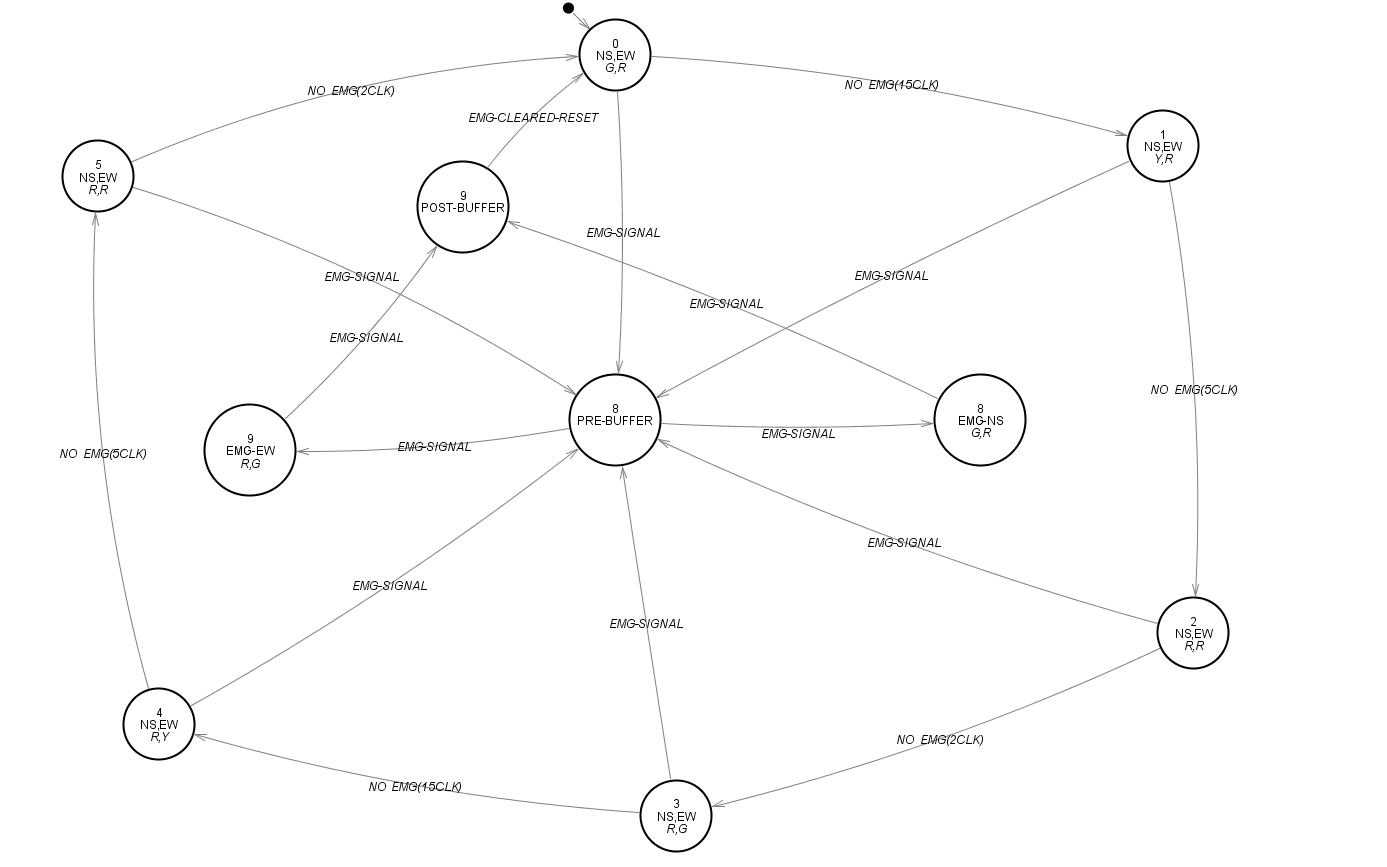 0
NS,EW
G,R
NO EMG(2CLK)
NO EMG(15CLK)
EMG-CLEARED-RESET
1
NS,EW
Y,R
5
NS,EW
R,R
9
POST-BUFFER
EMG-SIGNAL
EMG-SIGNAL
EMG-SIGNAL
EMG-SIGNAL
EMG-SIGNAL
NO EMG(5CLK)
8
PRE-BUFFER
8
EMG-NS
G,R
EMG-SIGNAL
9
EMG-EW
R,G
EMG-SIGNAL
NO EMG(5CLK)
EMG-SIGNAL
EMG-SIGNAL
EMG-SIGNAL
2
NS,EW
R,R
4
NS,EW
R,Y
NO EMG(2CLK)
NO EMG(15CLK)
3
NS,EW
R,G